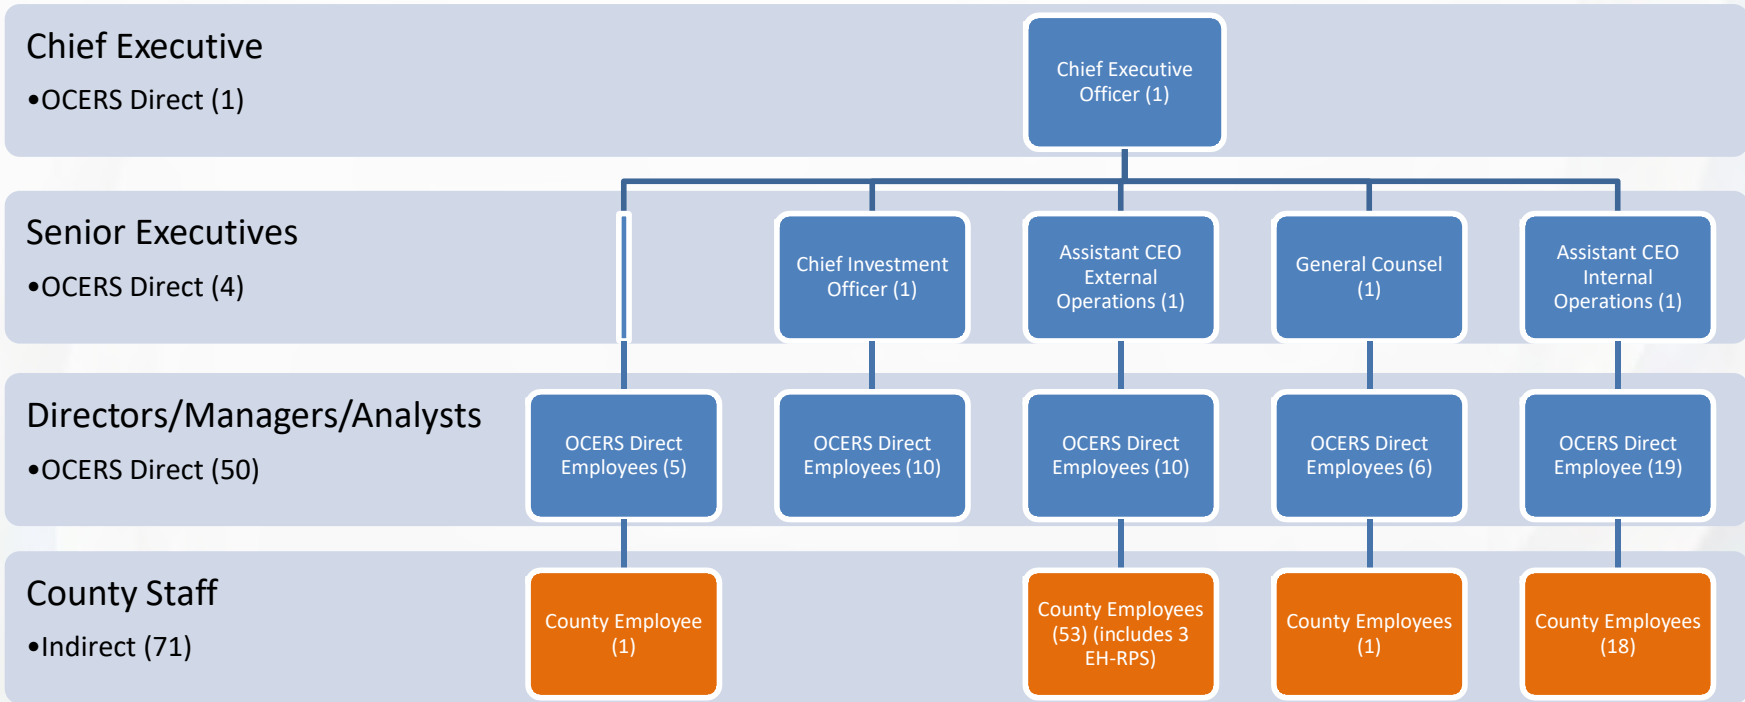 Chief Executive
•OCERS Direct (1)
Chief Executive
Officer (1)
Senior Executives
•OCERS Direct (4)
Chief Investment
Officer (1)
Assistant CEO
External
Operations (1)
General Counsel
(1)
Assistant CEO
Internal
Operations (1)
Directors/Managers/Analysts
•OCERS Direct (50)
OCERS Direct
Employees (5)
OCERS Direct
Employees (10)
OCERS Direct
Employees (10)
OCERS Direct
Employees (6)
OCERS Direct
Employee (19)
County Staff
•Indirect (71)
County Employee
(1)
County Employees
(53) (includes 3
EH-RPS)
County Employees
(1)
County Employees
(18)